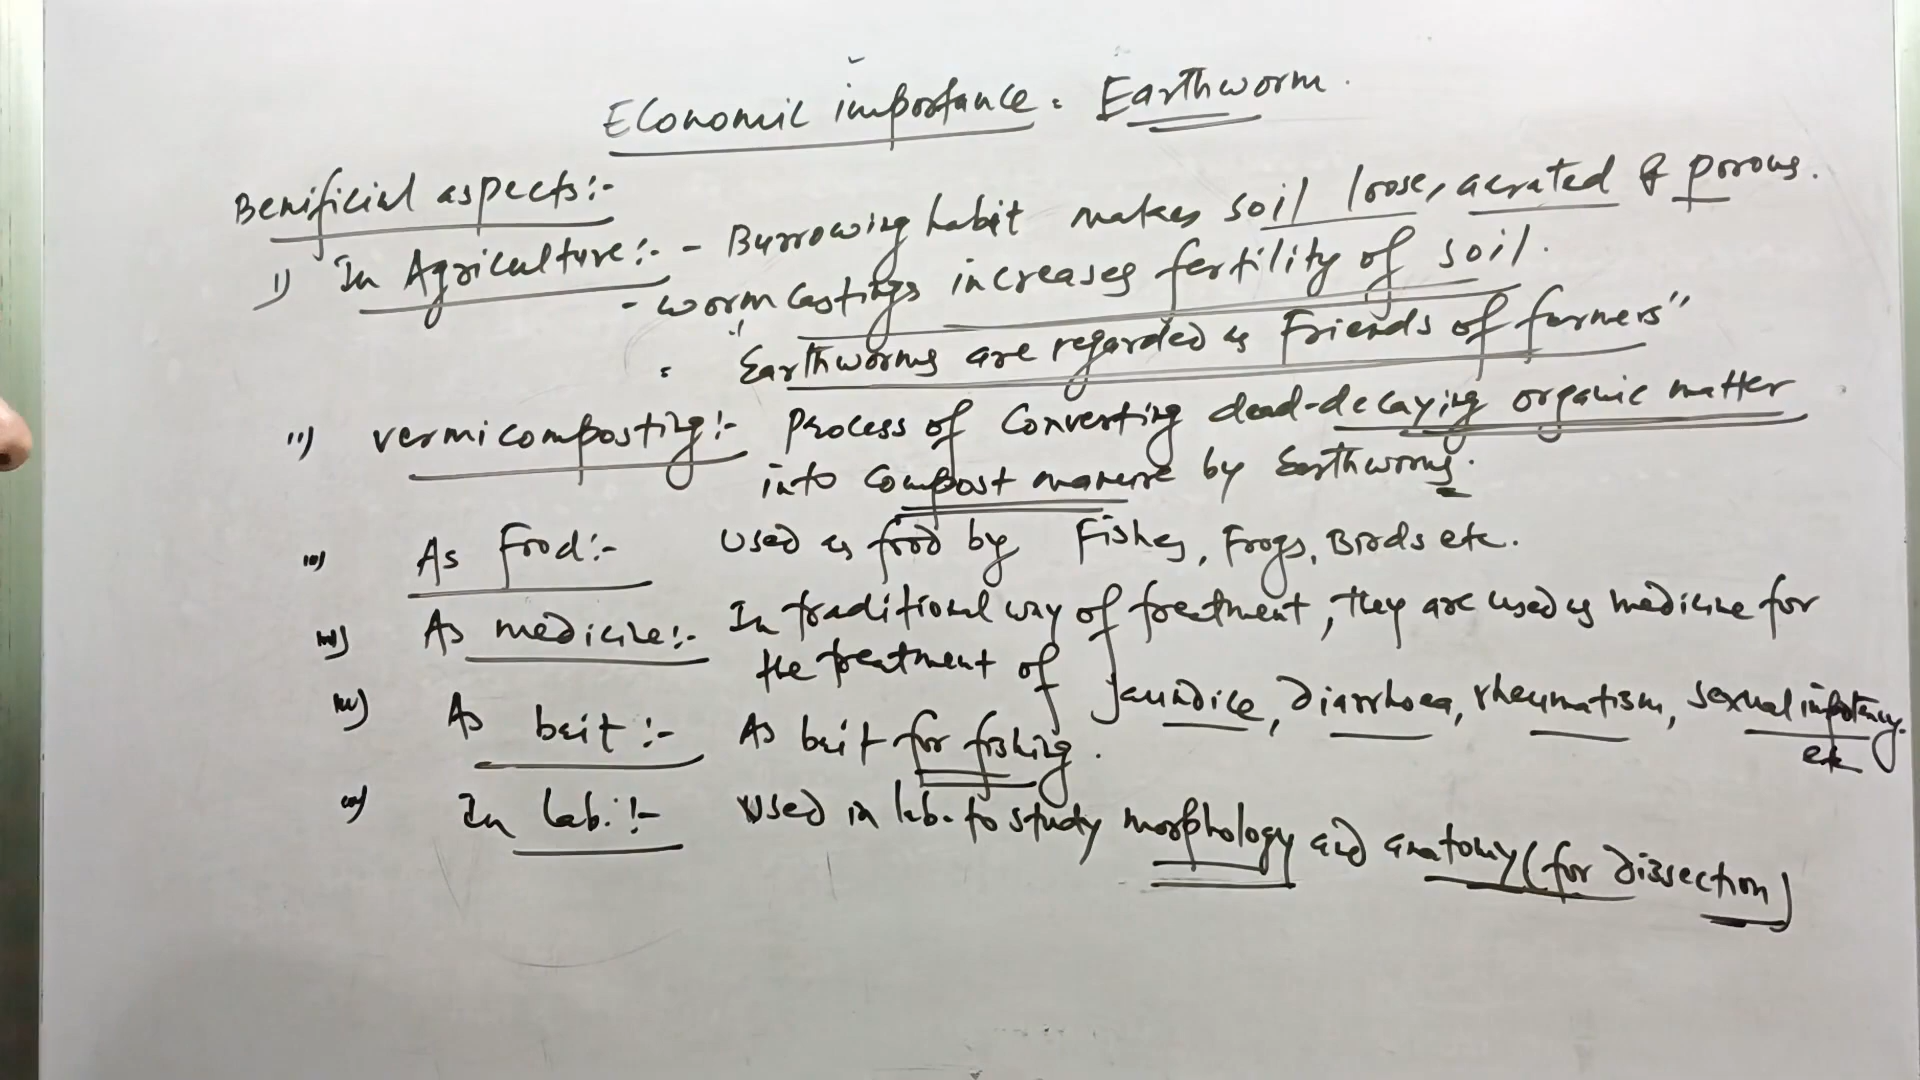 Economic importance - Earthworm.
Benificial aspects:-
i) In Agriculture:- - Burrowing habit makes soil loose, aerated & porous.
- worm castings increases fertility of soil.
= "Earthworms are regarded as Friends of farmers"
ii) vermicomposting:- Process of Converting dead-decaying organic matter
into compost manure by Earthworms.
iii) As food:- Used as food by Fishes, Frogs, Birds etc.
As medicine:- In traditional way of treatment, they are used as medicine for
the treatment of Jaundice, Diarrhoea, rheumatism, sexual impotency.
etc
As bait:- As bait for fishing.
In lab.:- Used in lab. to study morphology and anatomy (for Dissection)